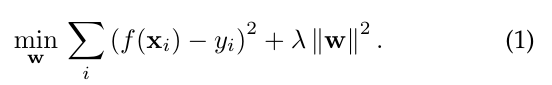 min_w ∑_i (f(x_i) − y_i)² + λ ‖w‖². (1)